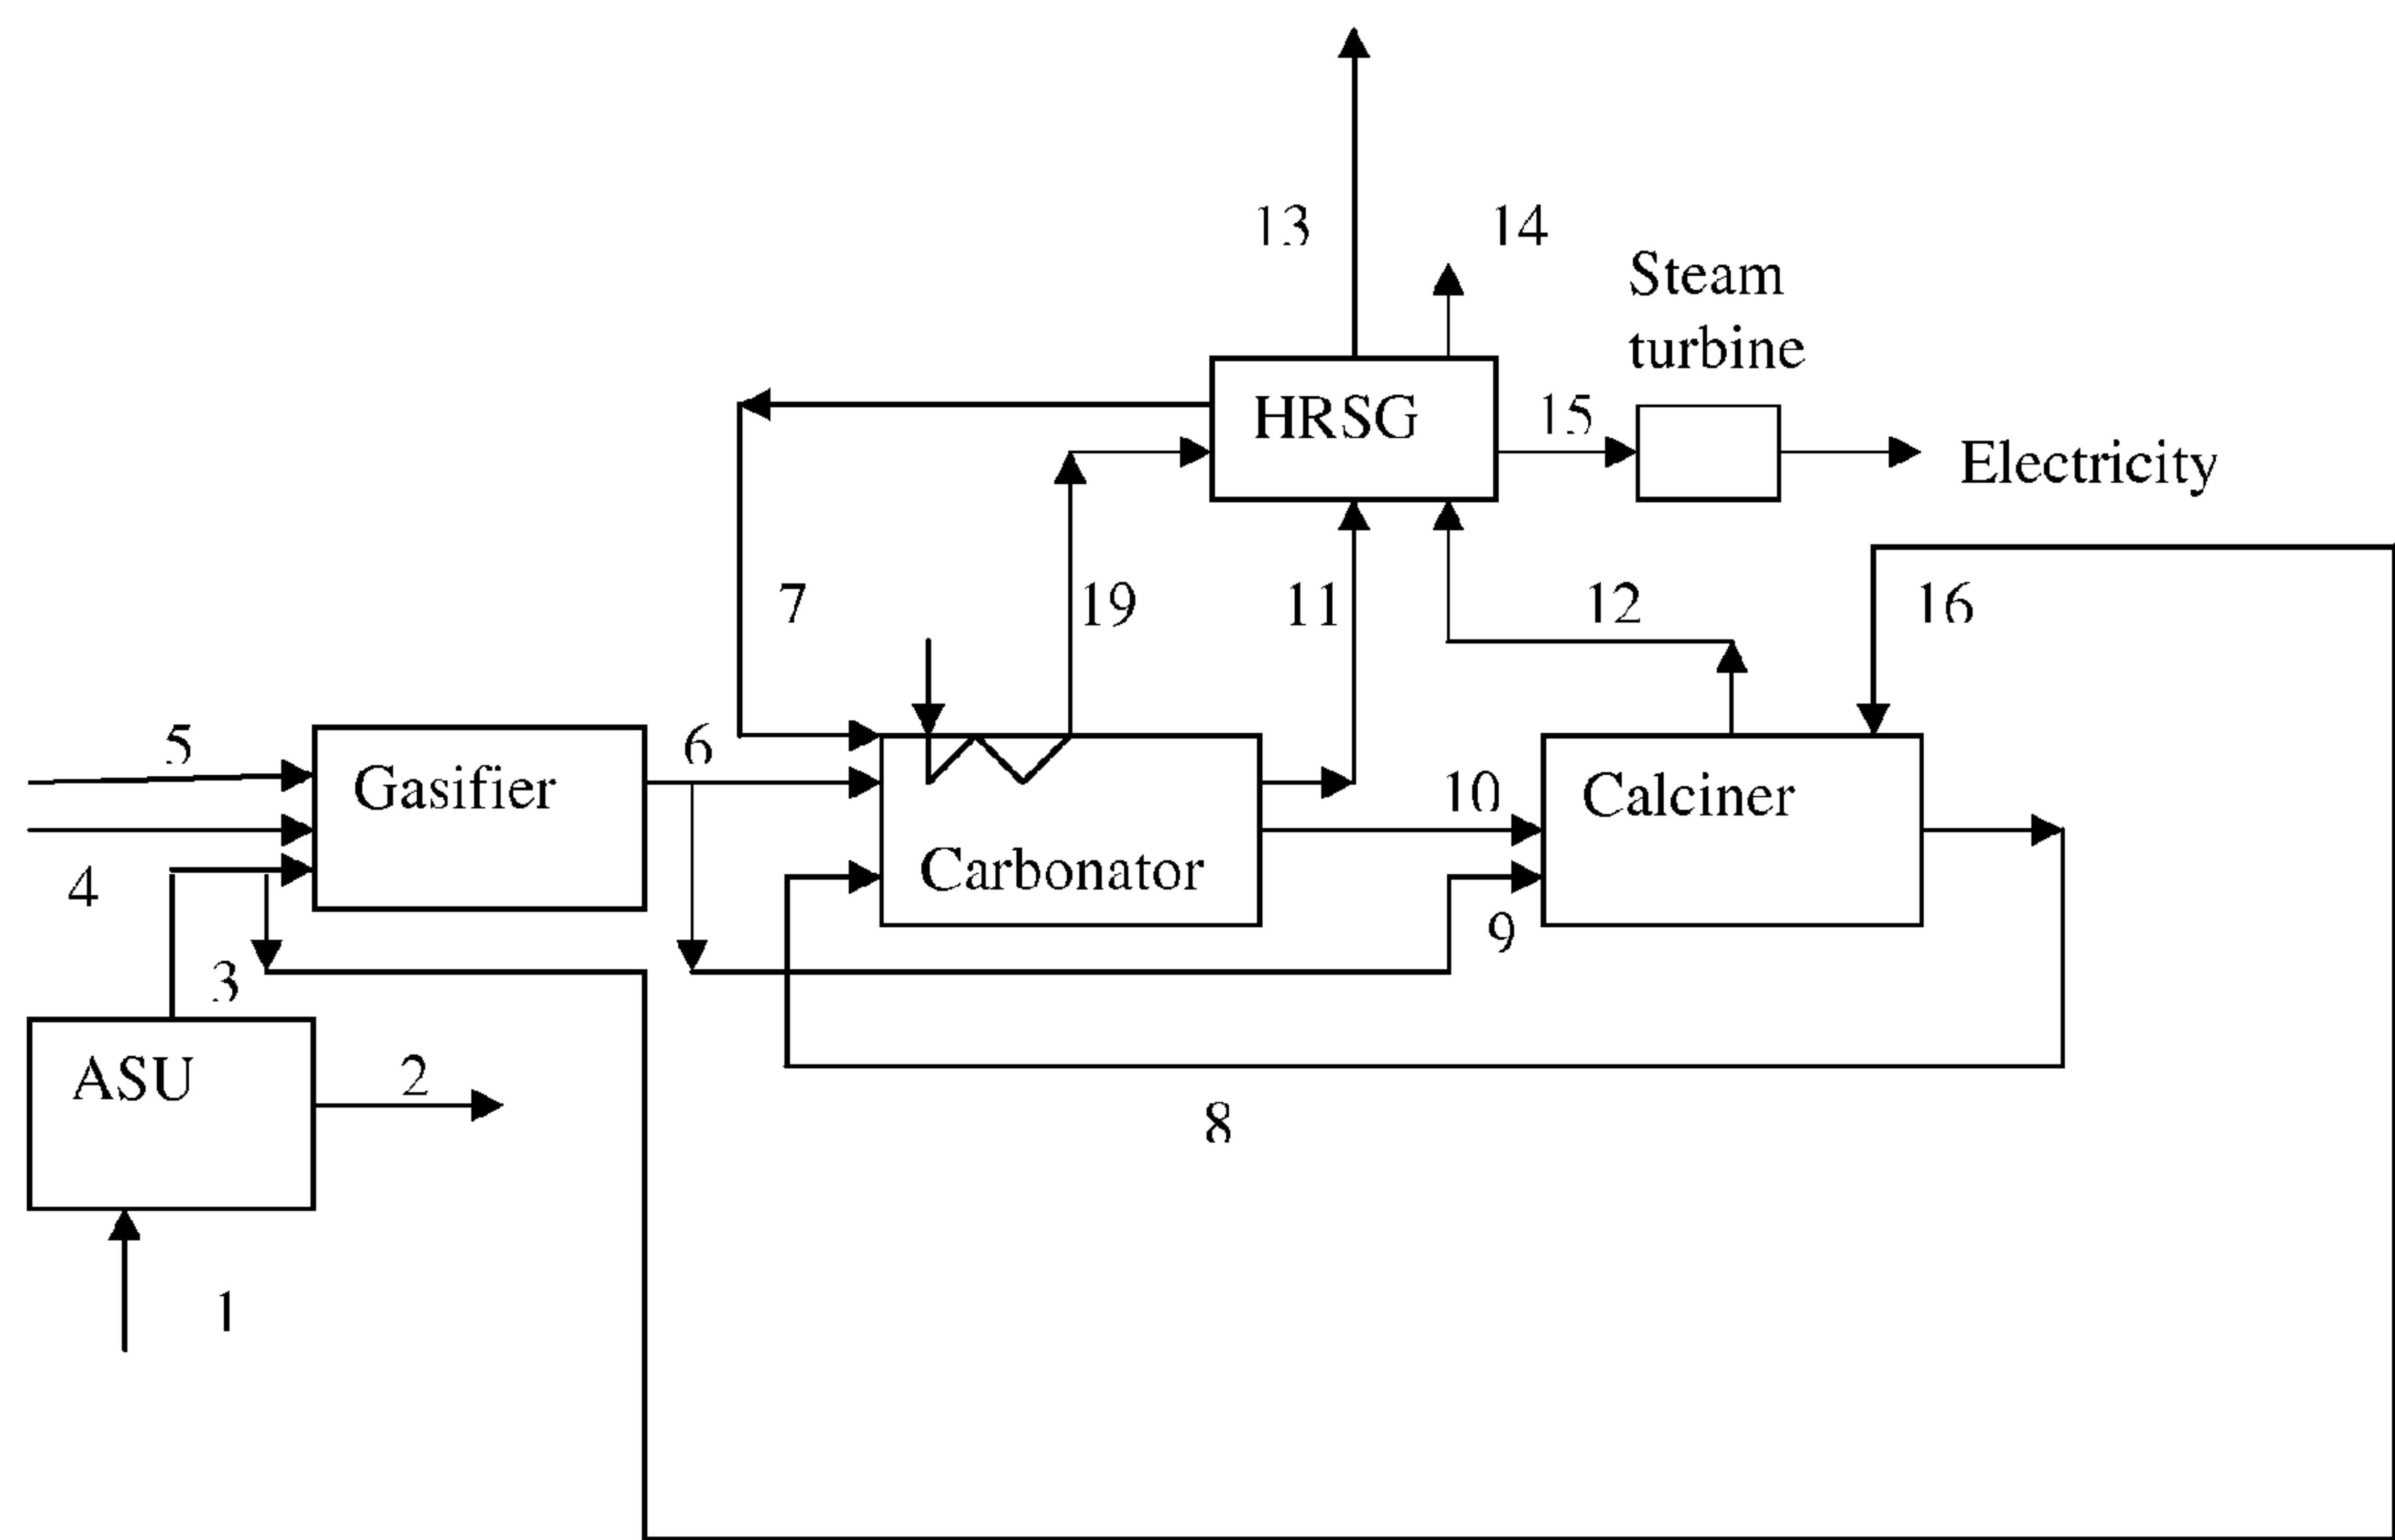 13
14
Steam
turbine
HRSG
15
Electricity
7
19
11
12
16
5
6
Gasifier
10
Calciner
4
Carbonator
9
3
ASU
2
8
1